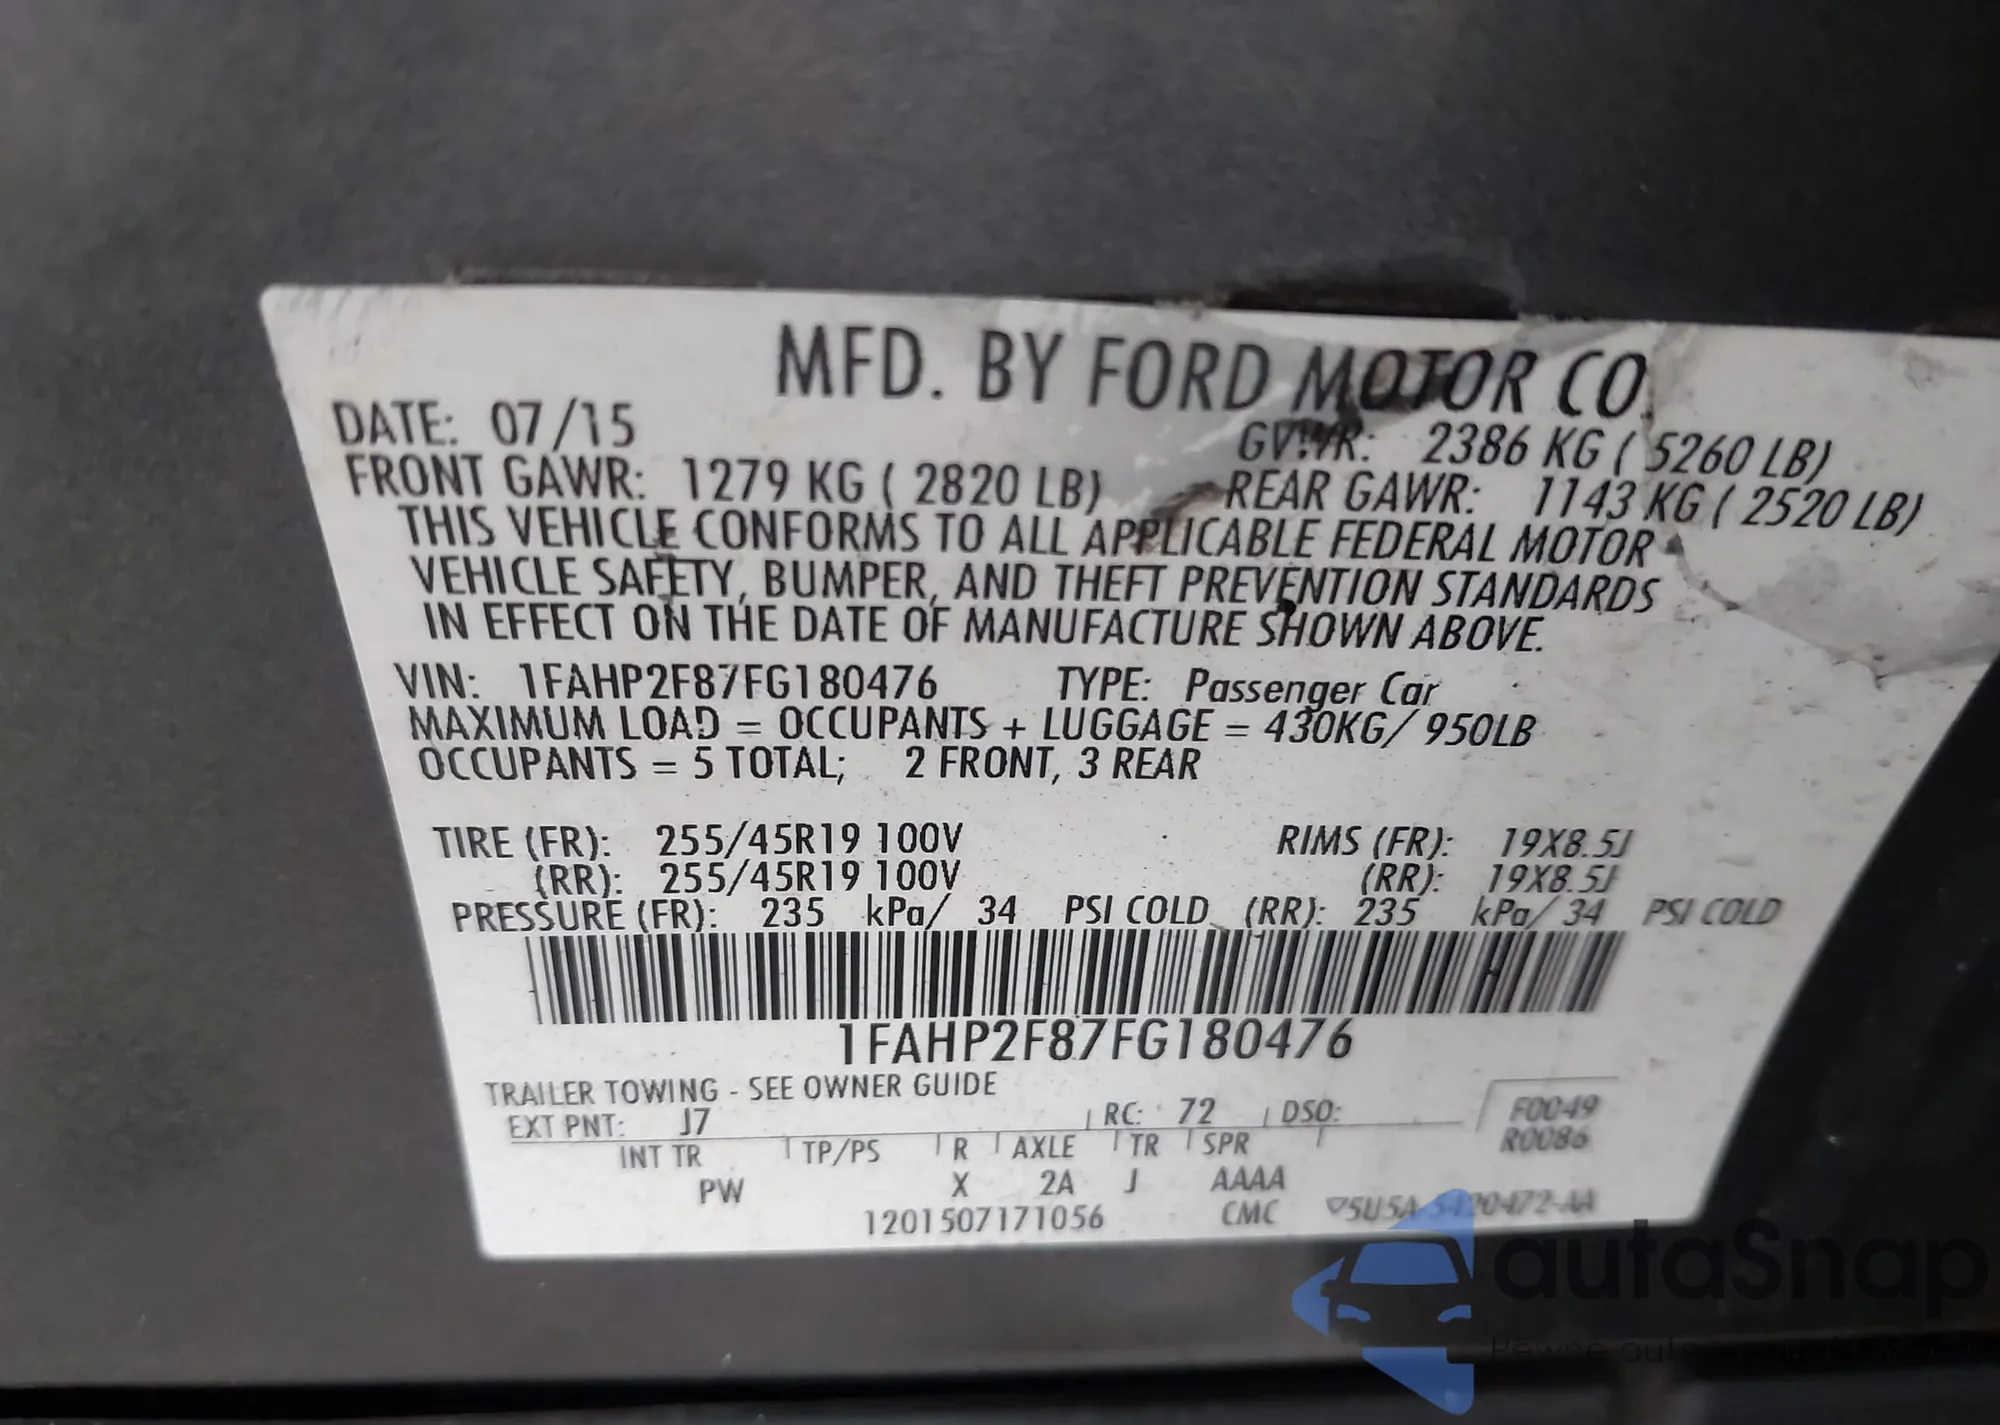 MFD. BY FORD MOTOR CO.
DATE: 07/15 GVWR: 2386 KG ( 5260 LB)
FRONT GAWR: 1279 KG ( 2820 LB) REAR GAWR: 1143 KG ( 2520 LB)
THIS VEHICLE CONFORMS TO ALL APPLICABLE FEDERAL MOTOR
VEHICLE SAFETY, BUMPER, AND THEFT PREVENTION STANDARDS
IN EFFECT ON THE DATE OF MANUFACTURE SHOWN ABOVE.
VIN: 1FAHP2F87FG180476 TYPE: Passenger Car
MAXIMUM LOAD = OCCUPANTS + LUGGAGE = 430KG/ 950LB
OCCUPANTS = 5 TOTAL; 2 FRONT, 3 REAR
TIRE (FR): 255/45R19 100V RIMS (FR): 19X8.5J
(RR): 255/45R19 100V (RR): 19X8.5J
PRESSURE (FR): 235 kPa/ 34 PSI COLD (RR): 235 kPa/ 34 PSI COLD
1FAHP2F87FG180476
TRAILER TOWING - SEE OWNER GUIDE
EXT PNT: J7 RC: 72 DSO: F0049
R0086
INT TR TP/PS R AXLE TR SPR
PW X 2A J AAAA
1201507171056 CMC
autaSnap
Pewne auta